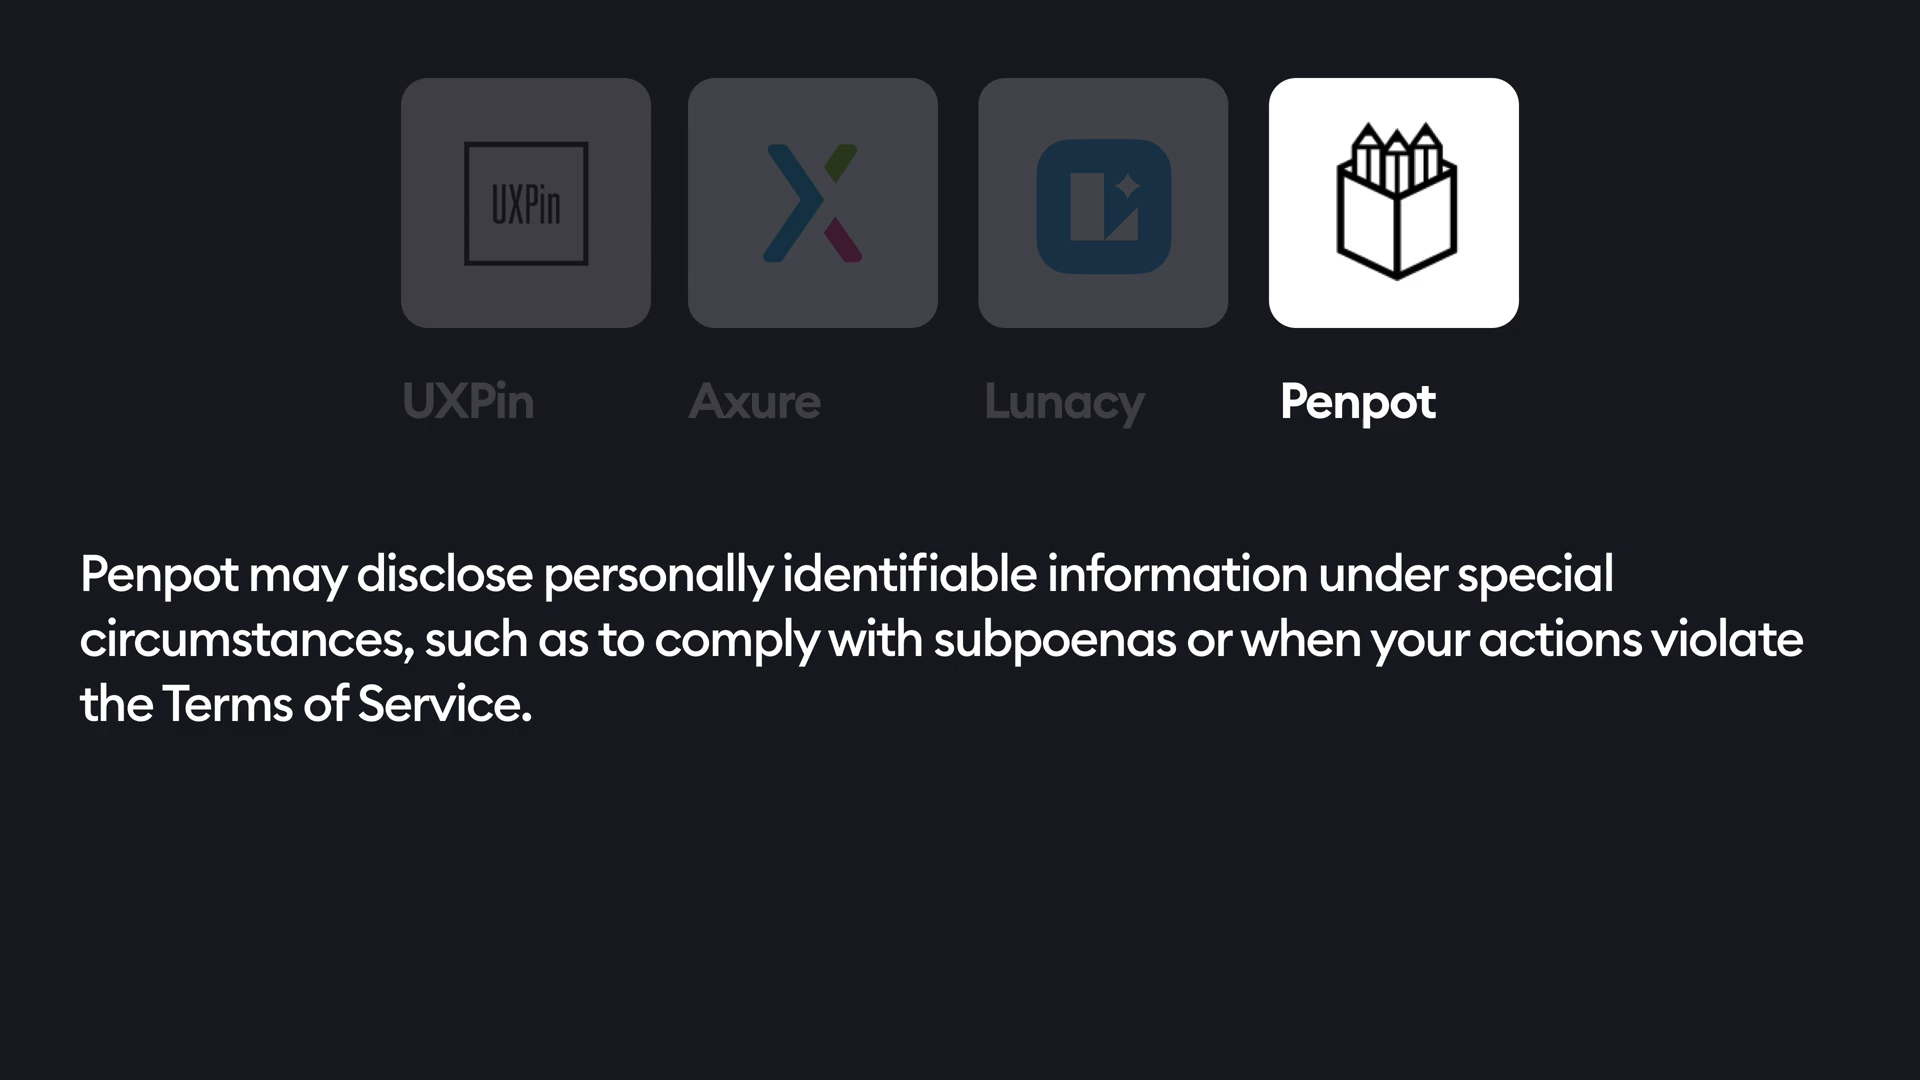 UXPin
UXPin Axure Lunacy Penpot
Penpot may disclose personally identifiable information under special
circumstances, such as to comply with subpoenas or when your actions violate
the Terms of Service.